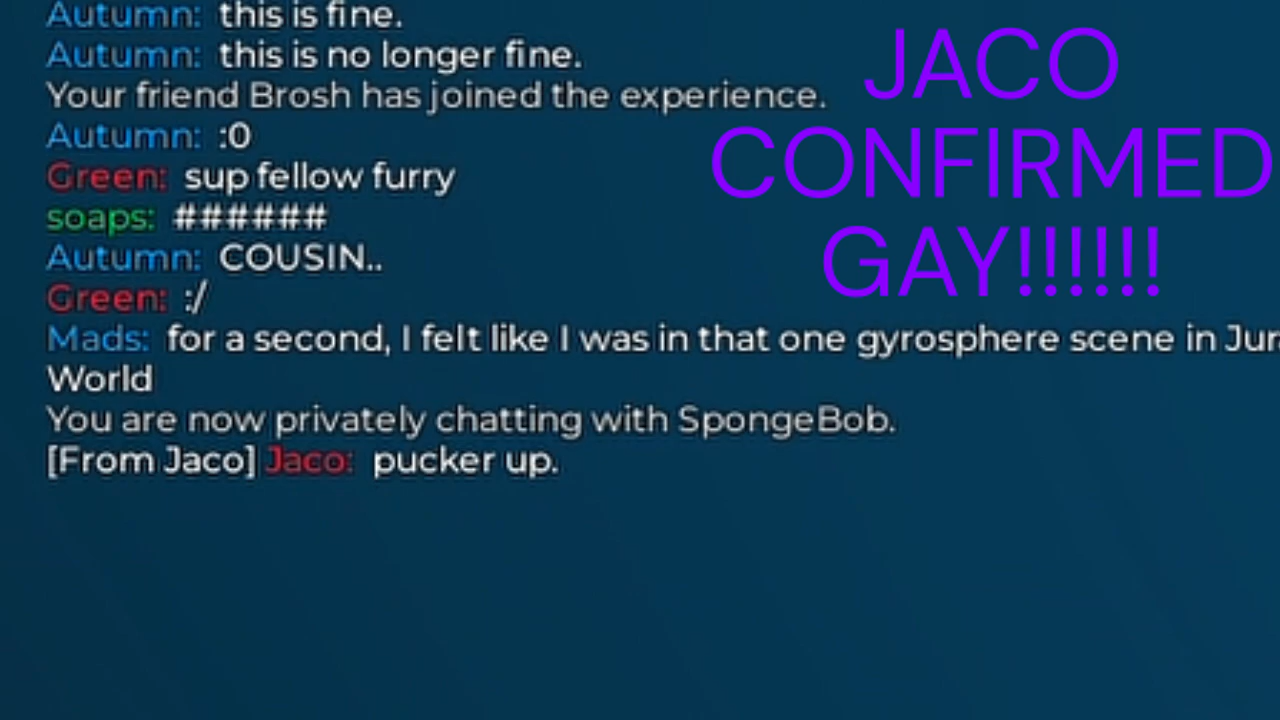 Autumn: this is fine.
Autumn: this is no longer fine.
Your friend Brosh has joined the experience.
Autumn: :0
Green: sup fellow furry
soaps: ######
Autumn: COUSIN..
Green: :/
Mads: for a second, I felt like I was in that one gyrosphere scene in Jur
World
You are now privately chatting with SpongeBob.
[From Jaco] Jaco: pucker up.
JACO
CONFIRMED
GAY!!!!!!